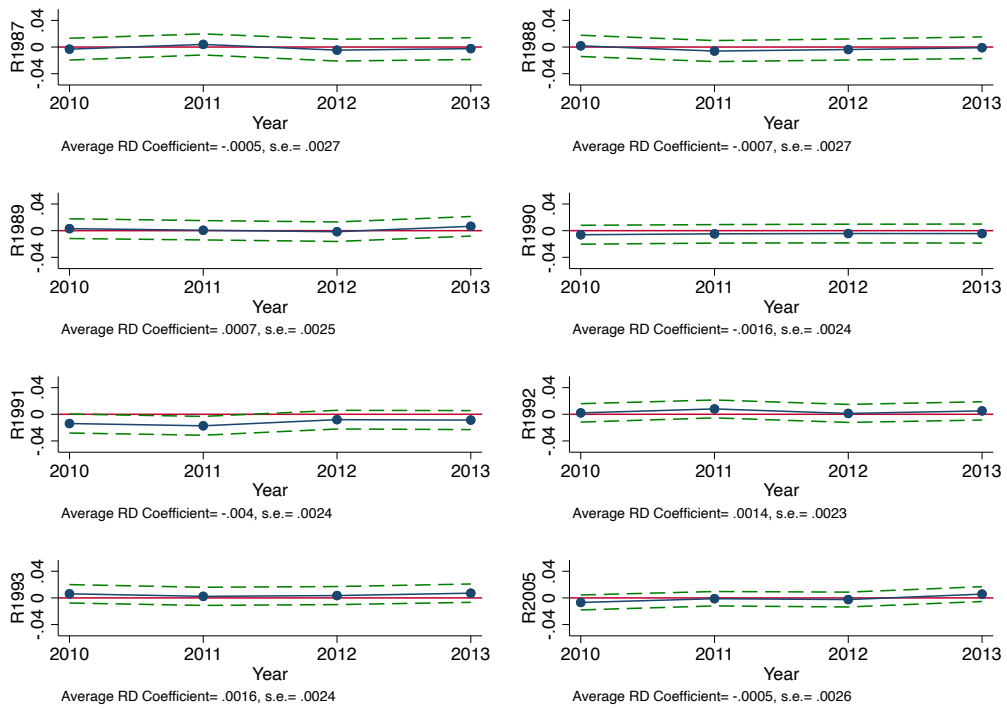 R1987
.04
0
-.04
2010 2011 2012 2013
Year
Average RD Coefficient= -.0005, s.e.= .0027
R1988
.04
0
-.04
2010 2011 2012 2013
Year
Average RD Coefficient= -.0007, s.e.= .0027
R1989
.04
0
-.04
2010 2011 2012 2013
Year
Average RD Coefficient= .0007, s.e.= .0025
R1990
.04
0
-.04
2010 2011 2012 2013
Year
Average RD Coefficient= -.0016, s.e.= .0024
R1991
.04
0
-.04
2010 2011 2012 2013
Year
Average RD Coefficient= -.004, s.e.= .0024
R1992
.04
0
-.04
2010 2011 2012 2013
Year
Average RD Coefficient= .0014, s.e.= .0023
R1993
.04
0
-.04
2010 2011 2012 2013
Year
Average RD Coefficient= .0016, s.e.= .0024
R2005
.04
0
-.04
2010 2011 2012 2013
Year
Average RD Coefficient= -.0005, s.e.= .0026